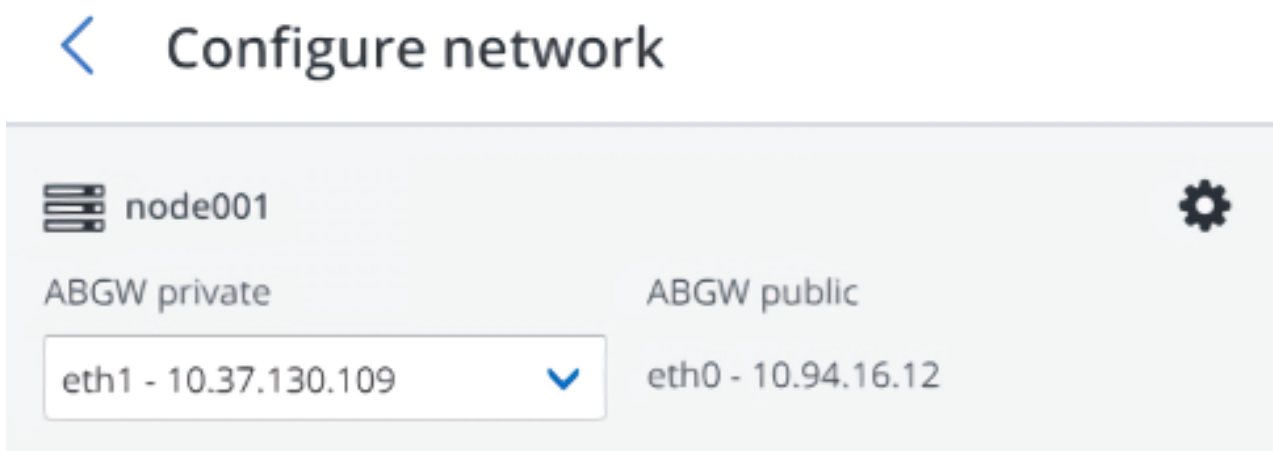 Configure network
node001
ABGW private
ABGW public
eth1 - 10.37.130.109
eth0 - 10.94.16.12